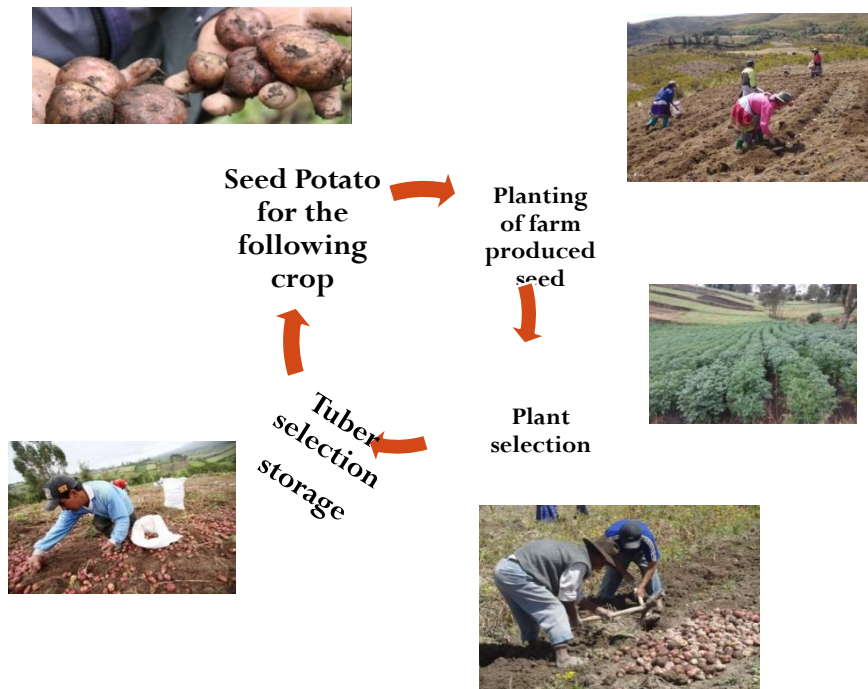 Seed Potato
for the
following
crop
Planting
of farm
produced
seed
Plant
selection
Tuber
selection
storage